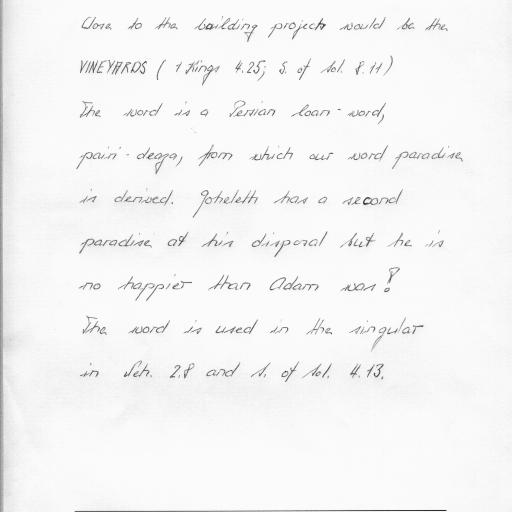 Close to the building project would be the
VINEYARDS ( 1 Kings 4.25; S. of Sol. 8.11)
The word is a Persian loan-word,
pairi-deaza, from which our word paradise
is derived. Qoheleth has a second
paradise at his disposal but he is
no happier than Adam was!
The word is used in the singular
in Neh. 2.8 and S. of Sol. 4.13.